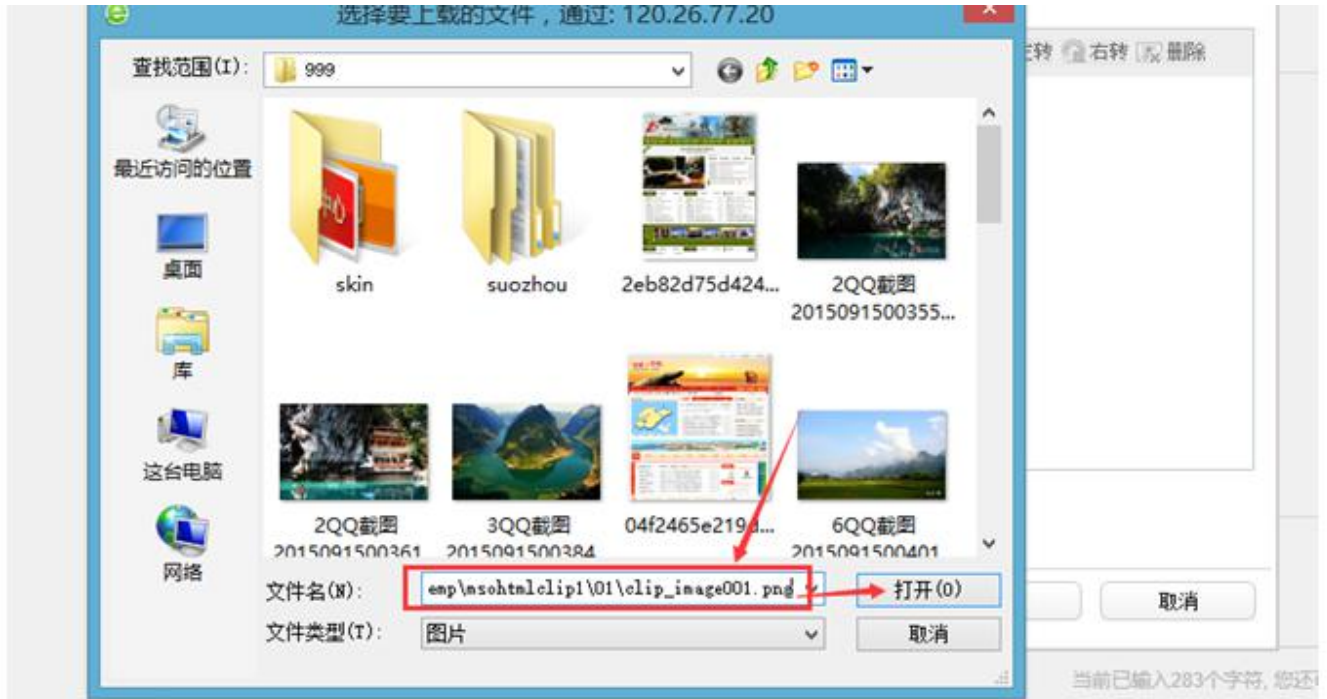 选择要上载的文件，通过: 120.26.77.20
右转 删除
查找范围(I):
999
最近访问的位置
桌面
库
这台电脑
网络
skin
suozhou
2eb82d75d424...
2QQ截图
2015091500355...
2QQ截图
2015091500361
3QQ截图
2015091500384
04f2465e219d...
6QQ截图
2015091500401
文件名(N):
emp\msohtmlclip1\01\clip_image001.png
打开(O)
文件类型(T):
图片
取消
取消
当前已输入283个字符, 您还